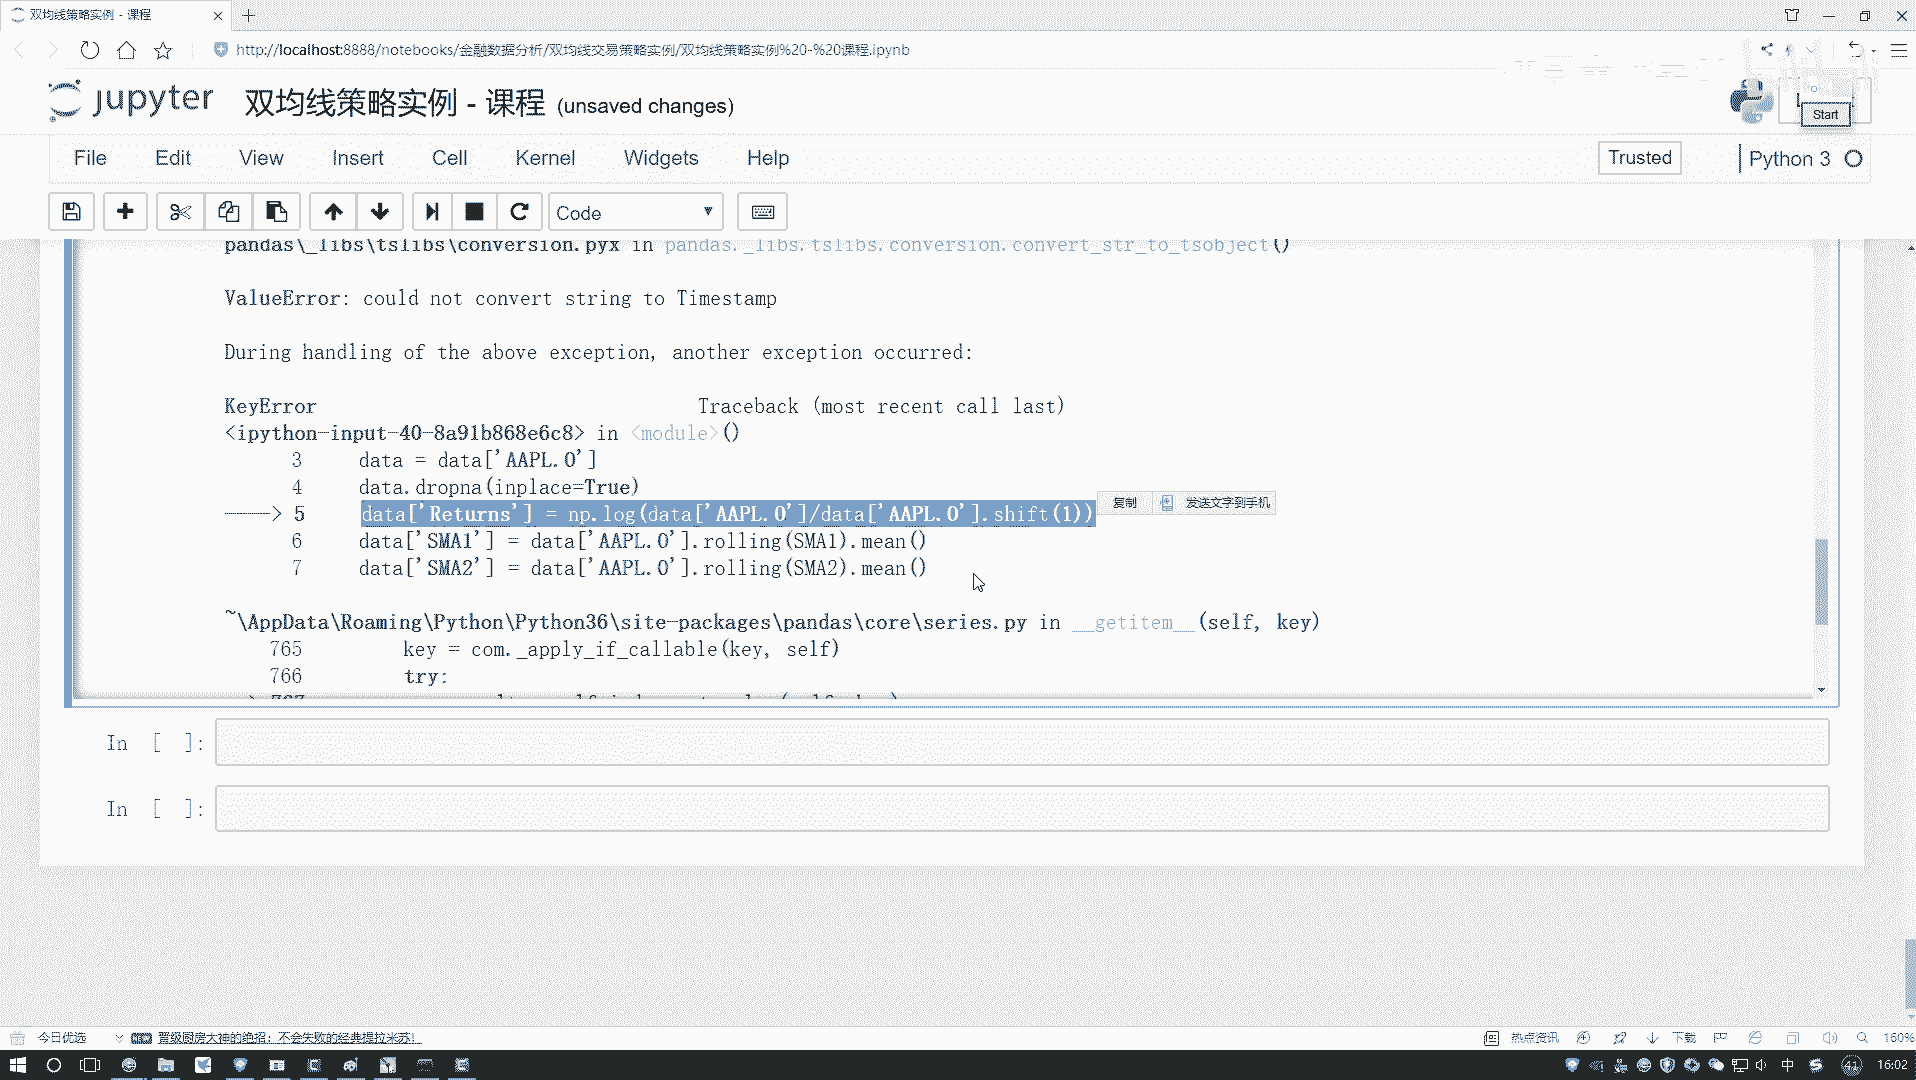 双均线策略实例 - 课程
http://localhost:8888/notebooks/金融数据分析/双均线交易策略实例/双均线策略实例%20-%20课程.ipynb
jupyter 双均线策略实例 - 课程 (unsaved changes)
Start
File Edit View Insert Cell Kernel Widgets Help Trusted Python 3
Code
pandas\_libs\tslibs\conversion.pyx in pandas._libs.tslibs.conversion.convert_str_to_tsobject()
ValueError: could not convert string to Timestamp
During handling of the above exception, another exception occurred:
KeyError Traceback (most recent call last)
<ipython-input-40-8a91b868e6c8> in <module>()
3 data = data['AAPL.O']
4 data.dropna(inplace=True)
----> 5 data['Returns'] = np.log(data['AAPL.O']/data['AAPL.O'].shift(1))
复制 发送文字到手机
6 data['SMA1'] = data['AAPL.O'].rolling(SMA1).mean()
7 data['SMA2'] = data['AAPL.O'].rolling(SMA2).mean()
~\AppData\Roaming\Python\Python36\site-packages\pandas\core\series.py in __getitem__(self, key)
765 key = com._apply_if_callable(key, self)
766 try:
In [ ]:
In [ ]:
今日优选 NEW 晋级厨房大神的绝招：不会失败的经典提拉米苏！ 热点资讯 下载 160%
中 41 16:02